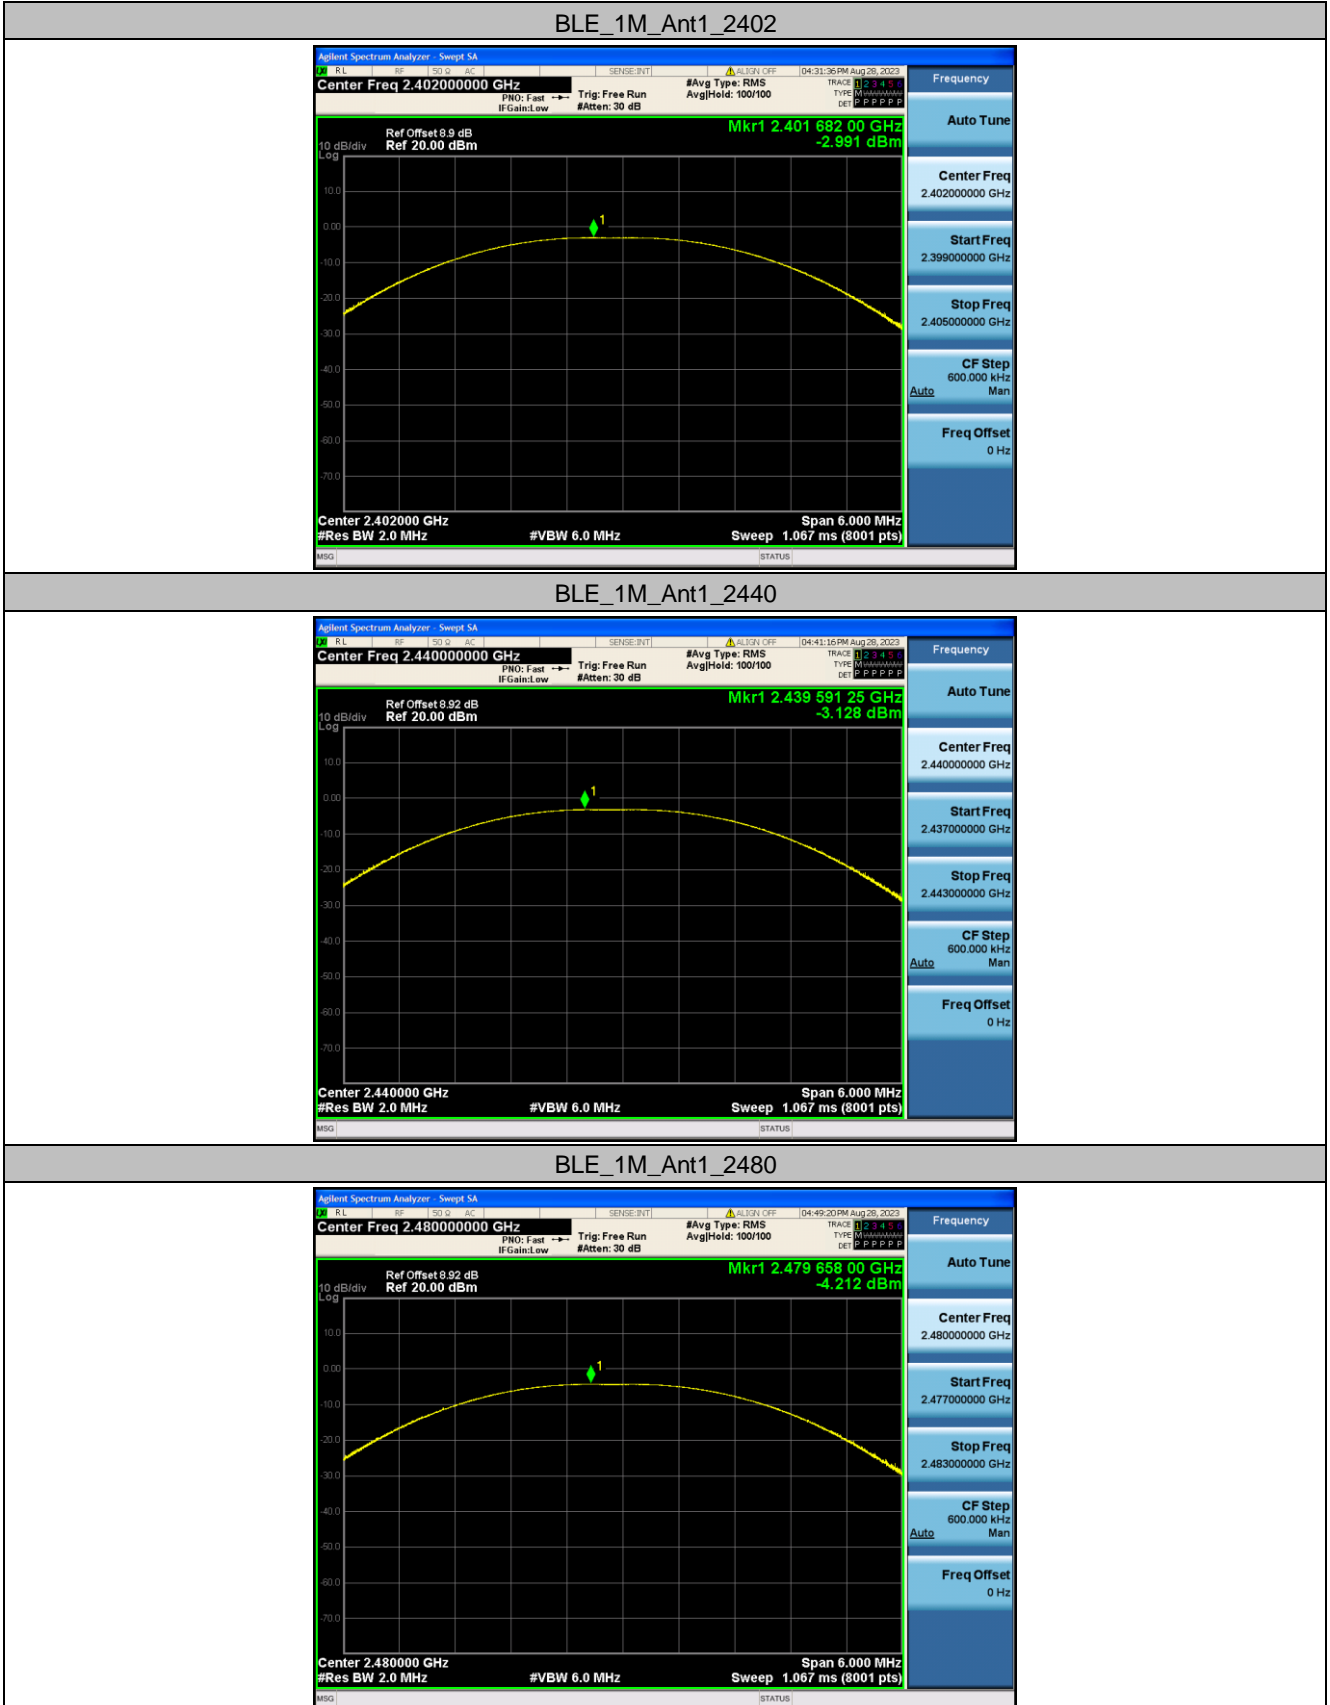 BLE_1M_Ant1_2402
Agilent Spectrum Analyzer - Swept SA
RL RF 50 Ω AC SENSE:INT ALIGN OFF 04:31:36 PM Aug 28, 2023
Center Freq 2.402000000 GHz
PNO: Fast
IFGain:Low
Trig: Free Run
#Atten: 30 dB
#Avg Type: RMS
Avg|Hold: 100/100
TRACE 1 2 3 4 5 6
TYPE M
DET P P P P P P
Frequency
Mkr1 2.401 682 00 GHz
-2.991 dBm
Ref Offset 8.9 dB
10 dB/div Ref 20.00 dBm
Log
10.0
0.00
-10.0
-20.0
-30.0
-40.0
-50.0
-60.0
-70.0
1
Center 2.402000 GHz Span 6.000 MHz
#Res BW 2.0 MHz #VBW 6.0 MHz Sweep 1.067 ms (8001 pts)
MSG STATUS
Auto Tune
Center Freq
2.402000000 GHz
Start Freq
2.399000000 GHz
Stop Freq
2.405000000 GHz
CF Step
600.000 kHz
Auto Man
Freq Offset
0 Hz
BLE_1M_Ant1_2440
Agilent Spectrum Analyzer - Swept SA
RL RF 50 Ω AC SENSE:INT ALIGN OFF 04:41:16 PM Aug 28, 2023
Center Freq 2.440000000 GHz
PNO: Fast
IFGain:Low
Trig: Free Run
#Atten: 30 dB
#Avg Type: RMS
Avg|Hold: 100/100
TRACE 1 2 3 4 5 6
TYPE M
DET P P P P P P
Frequency
Mkr1 2.439 591 25 GHz
-3.128 dBm
Ref Offset 8.92 dB
10 dB/div Ref 20.00 dBm
Log
10.0
0.00
-10.0
-20.0
-30.0
-40.0
-50.0
-60.0
-70.0
1
Center 2.440000 GHz Span 6.000 MHz
#Res BW 2.0 MHz #VBW 6.0 MHz Sweep 1.067 ms (8001 pts)
MSG STATUS
Auto Tune
Center Freq
2.440000000 GHz
Start Freq
2.437000000 GHz
Stop Freq
2.443000000 GHz
CF Step
600.000 kHz
Auto Man
Freq Offset
0 Hz
BLE_1M_Ant1_2480
Agilent Spectrum Analyzer - Swept SA
RL RF 50 Ω AC SENSE:INT ALIGN OFF 04:49:20 PM Aug 28, 2023
Center Freq 2.480000000 GHz
PNO: Fast
IFGain:Low
Trig: Free Run
#Atten: 30 dB
#Avg Type: RMS
Avg|Hold: 100/100
TRACE 1 2 3 4 5 6
TYPE M
DET P P P P P P
Frequency
Mkr1 2.479 658 00 GHz
-4.212 dBm
Ref Offset 8.92 dB
10 dB/div Ref 20.00 dBm
Log
10.0
0.00
-10.0
-20.0
-30.0
-40.0
-50.0
-60.0
-70.0
1
Center 2.480000 GHz Span 6.000 MHz
#Res BW 2.0 MHz #VBW 6.0 MHz Sweep 1.067 ms (8001 pts)
MSG STATUS
Auto Tune
Center Freq
2.480000000 GHz
Start Freq
2.477000000 GHz
Stop Freq
2.483000000 GHz
CF Step
600.000 kHz
Auto Man
Freq Offset
0 Hz